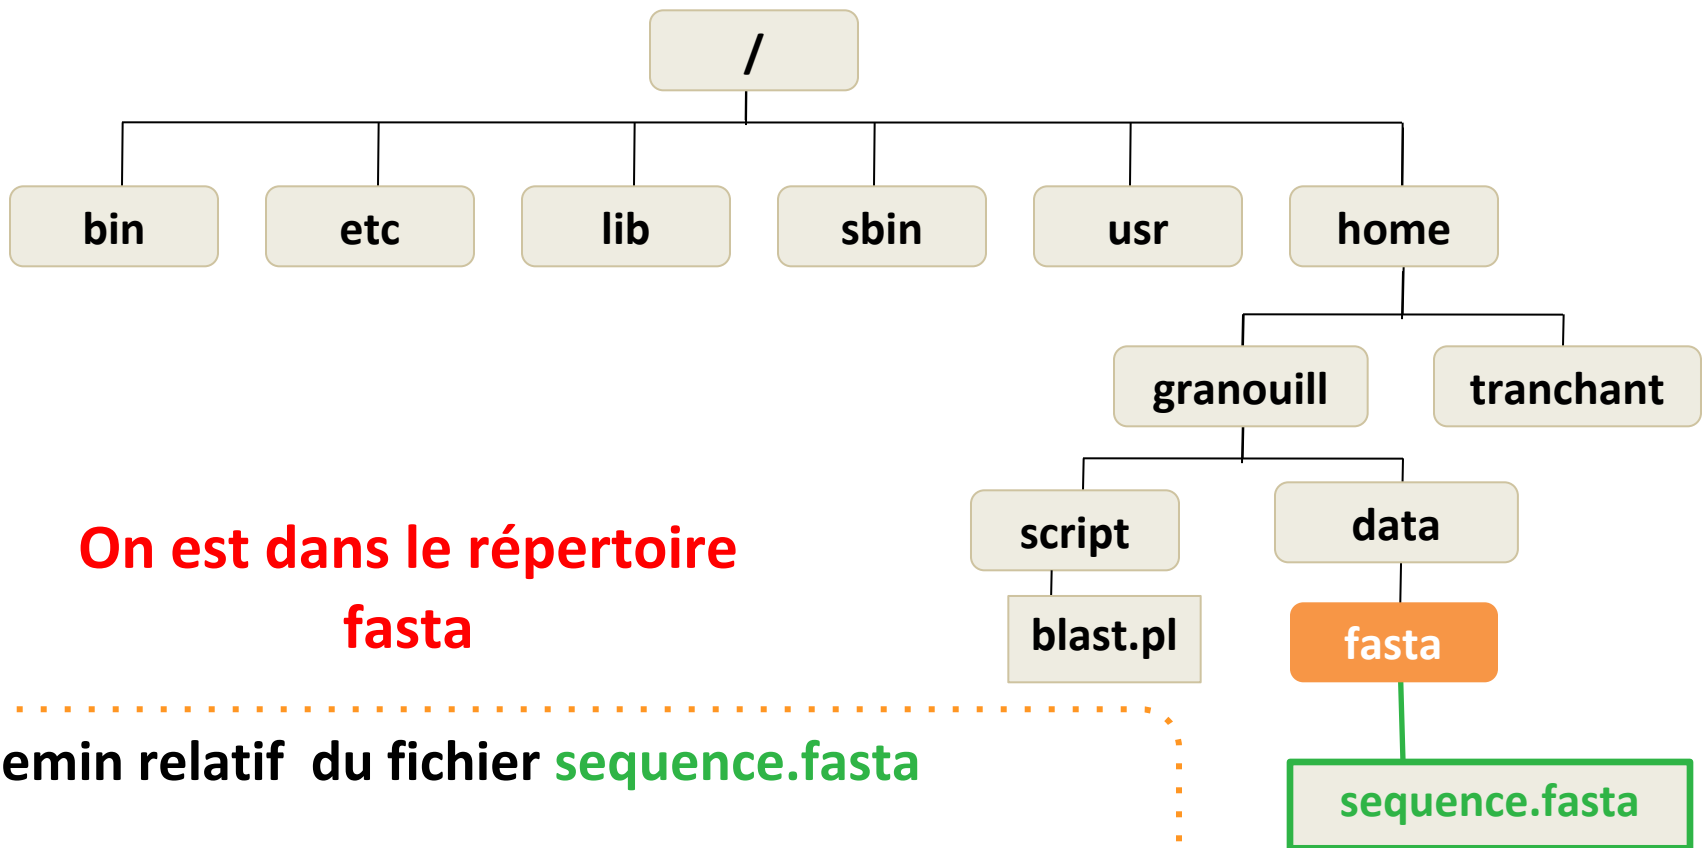 /
bin
etc
lib
sbin
usr
home
granouill
tranchant
script
data
On est dans le répertoire
fasta
blast.pl
fasta
emin relatif du fichier sequence.fasta
sequence.fasta